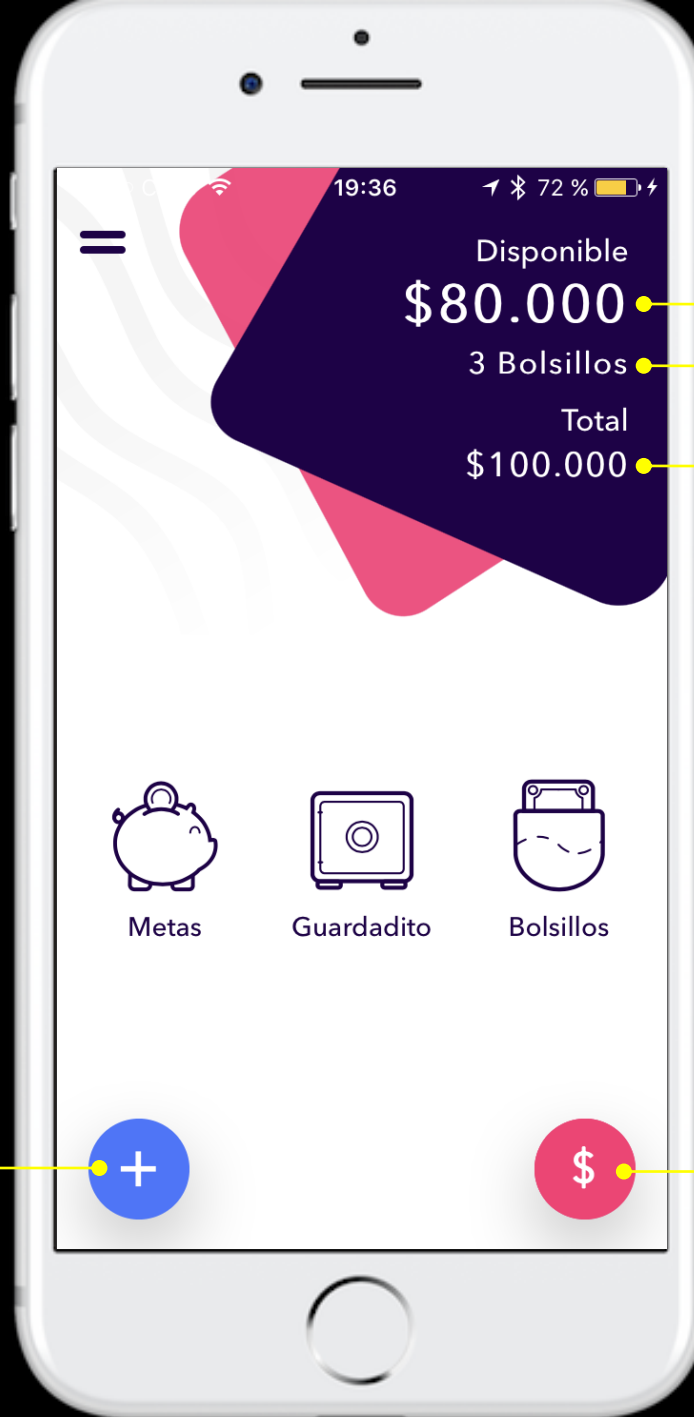 19:36 72 %
Disponible
$80.000
3 Bolsillos
Total
$100.000
Metas Guardadito Bolsillos
+ $